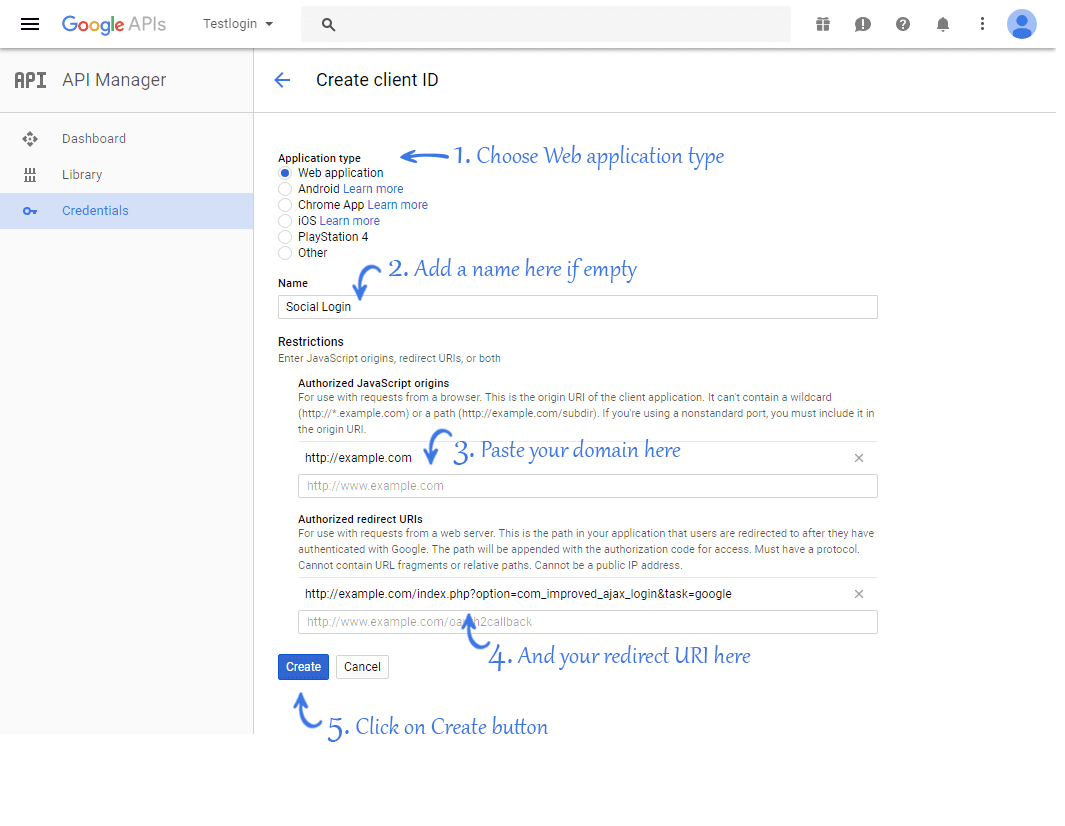 Google APIs
Testlogin
API API Manager
Create client ID
Dashboard
Library
Credentials
Application type
1. Choose Web application type
Web application
Android Learn more
Chrome App Learn more
iOS Learn more
PlayStation 4
Other
2. Add a name here if empty
Name
Social Login
Restrictions
Enter JavaScript origins, redirect URIs, or both
Authorized JavaScript origins
For use with requests from a browser. This is the origin URI of the client application. It can't contain a wildcard
(http://*.example.com) or a path (http://example.com/subdir). If you're using a nonstandard port, you must include it in
the origin URI.
http://example.com
3. Paste your domain here
http://www.example.com
Authorized redirect URIs
For use with requests from a web server. This is the path in your application that users are redirected to after they have
authenticated with Google. The path will be appended with the authorization code for access. Must have a protocol.
Cannot contain URL fragments or relative paths. Cannot be a public IP address.
http://example.com/index.php?option=com_improved_ajax_login&task=google
http://www.example.com/oauth2callback
4. And your redirect URI here
Create
Cancel
5. Click on Create button